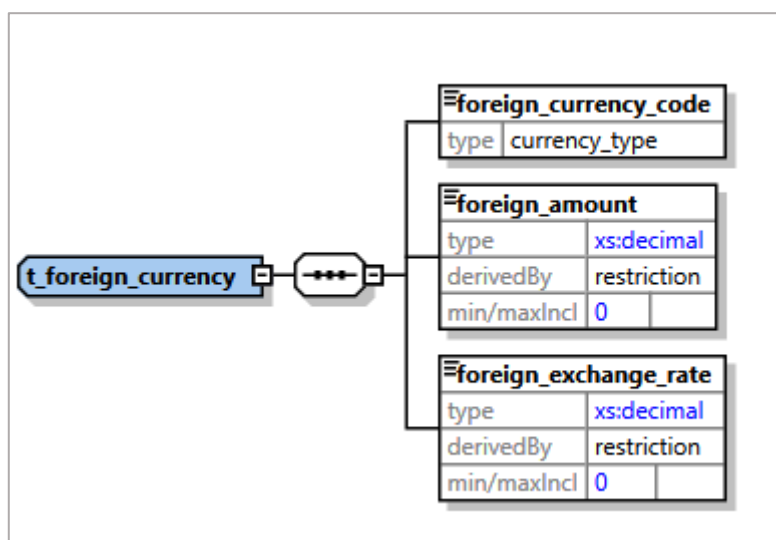 foreign_currency_code
type currency_type
foreign_amount
type xs:decimal
derivedBy restriction
min/maxIncl 0
t_foreign_currency
foreign_exchange_rate
type xs:decimal
derivedBy restriction
min/maxIncl 0